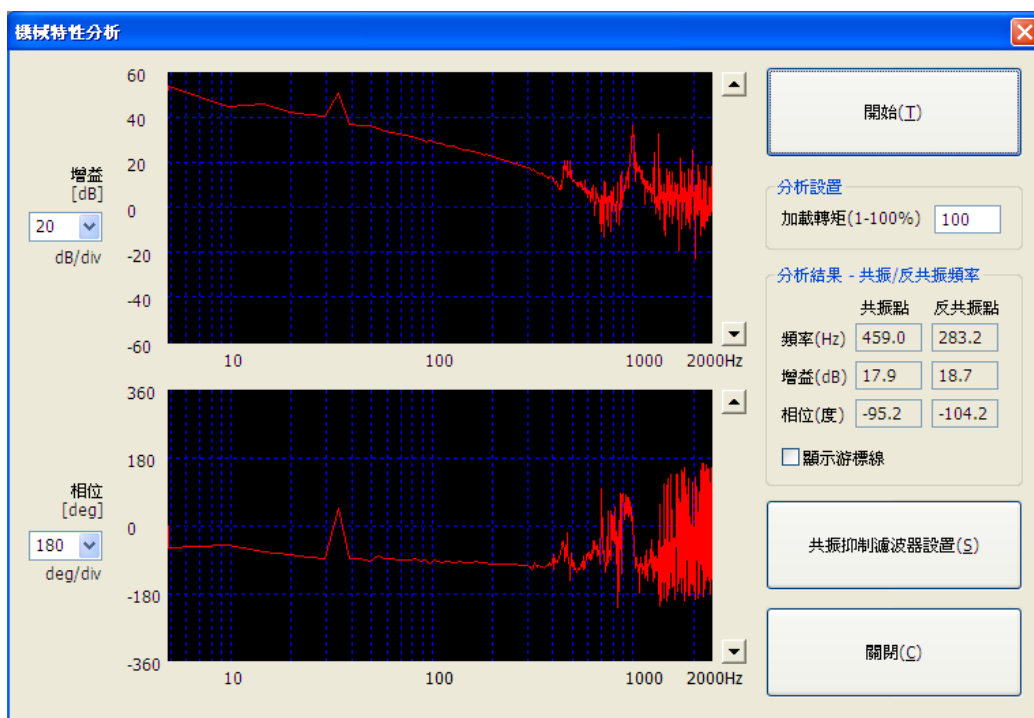 機械特性分析
60
40
20
0
-20
-40
-60
增益
[dB]
20
dB/div
10
100
1000
2000Hz
360
180
0
-180
-360
相位
[deg]
180
deg/div
10
100
1000
2000Hz
開始(T)
分析設置
加載轉矩(1-100%) 100
分析結果 - 共振/反共振頻率
共振點 反共振點
頻率(Hz) 459.0 283.2
增益(dB) 17.9 18.7
相位(度) -95.2 -104.2
顯示游標線
共振抑制濾波器設置(S)
關閉(C)